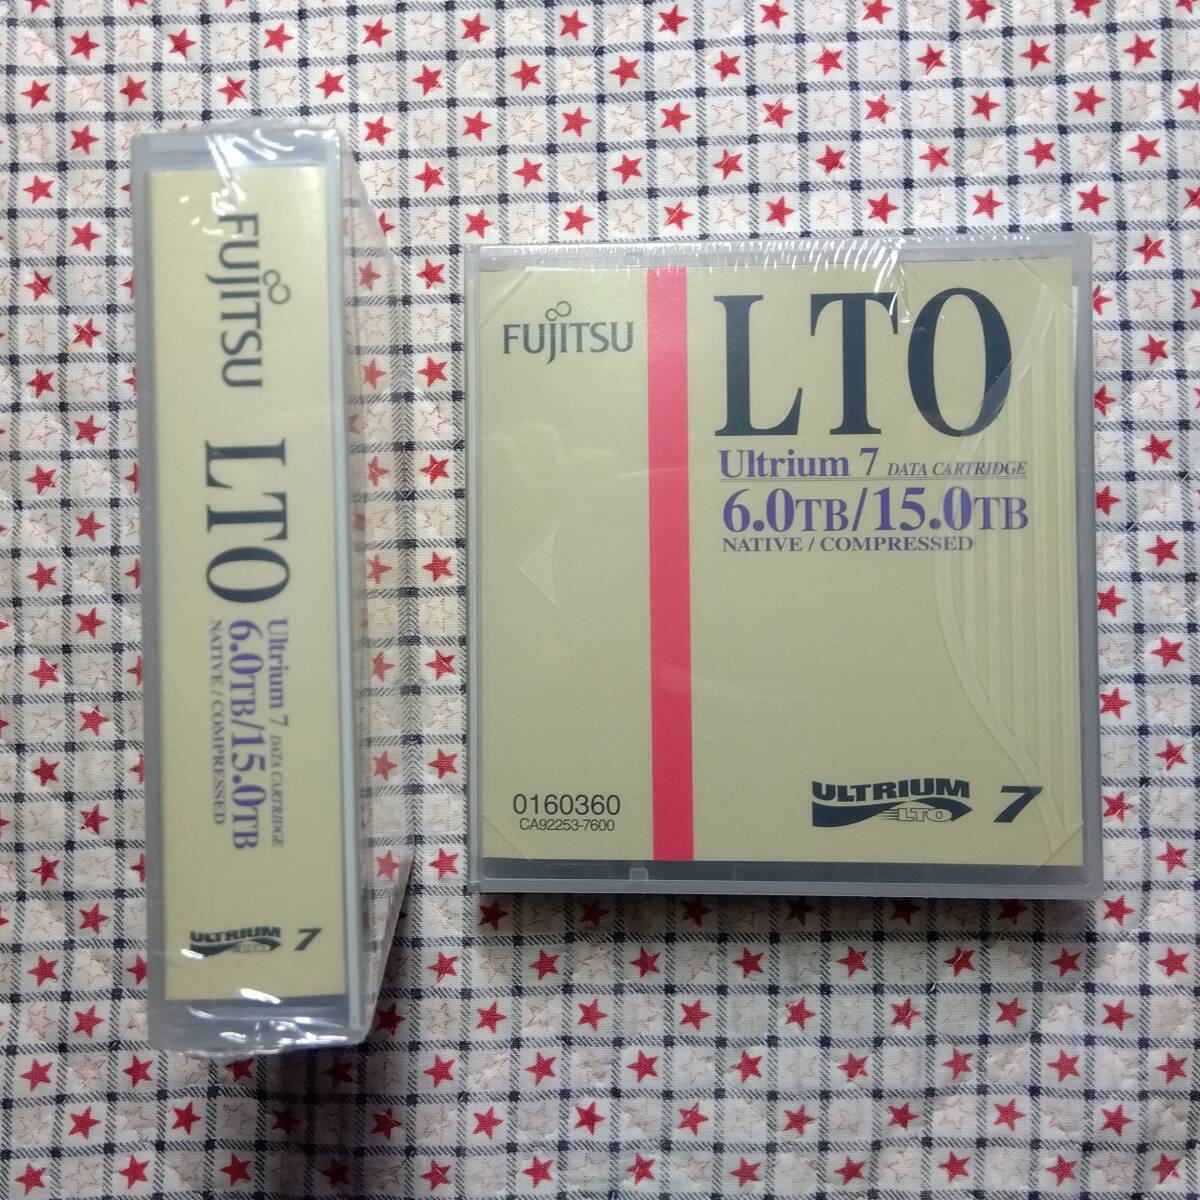 FUJITSU LTO
Ultrium 7 DATA CARTRIDGE
6.0TB/15.0TB
NATIVE / COMPRESSED
ULTRIUM
LTO
7
FUJITSU
LTO
Ultrium 7 DATA CARTRIDGE
6.0TB/15.0TB
NATIVE / COMPRESSED
0160360
CA92253-7600
ULTRIUM
LTO
7